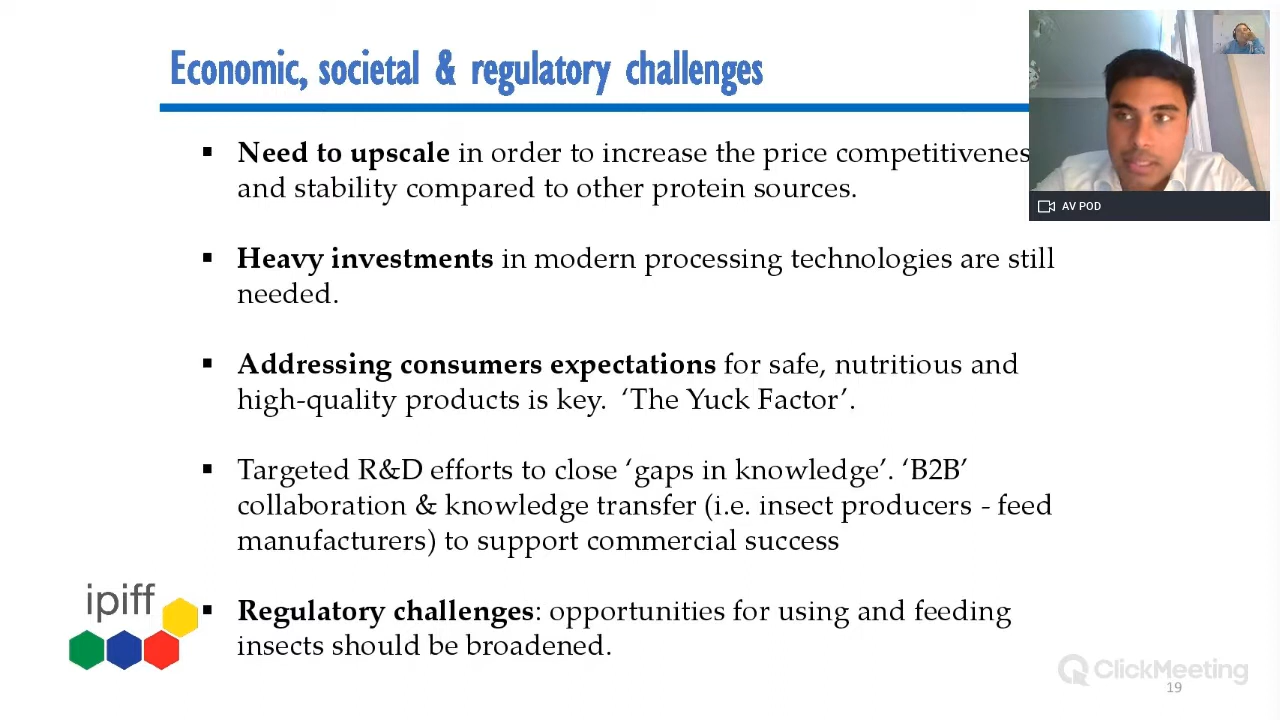 Economic, societal & regulatory challenges
▪ Need to upscale in order to increase the price competitivenes
and stability compared to other protein sources.
▪ Heavy investments in modern processing technologies are still
needed.
▪ Addressing consumers expectations for safe, nutritious and
high-quality products is key. ‘The Yuck Factor’.
▪ Targeted R&D efforts to close ‘gaps in knowledge’. ‘B2B’
collaboration & knowledge transfer (i.e. insect producers - feed
manufacturers) to support commercial success
▪ Regulatory challenges: opportunities for using and feeding
insects should be broadened.
ipiff
AV POD
ClickMeeting
19